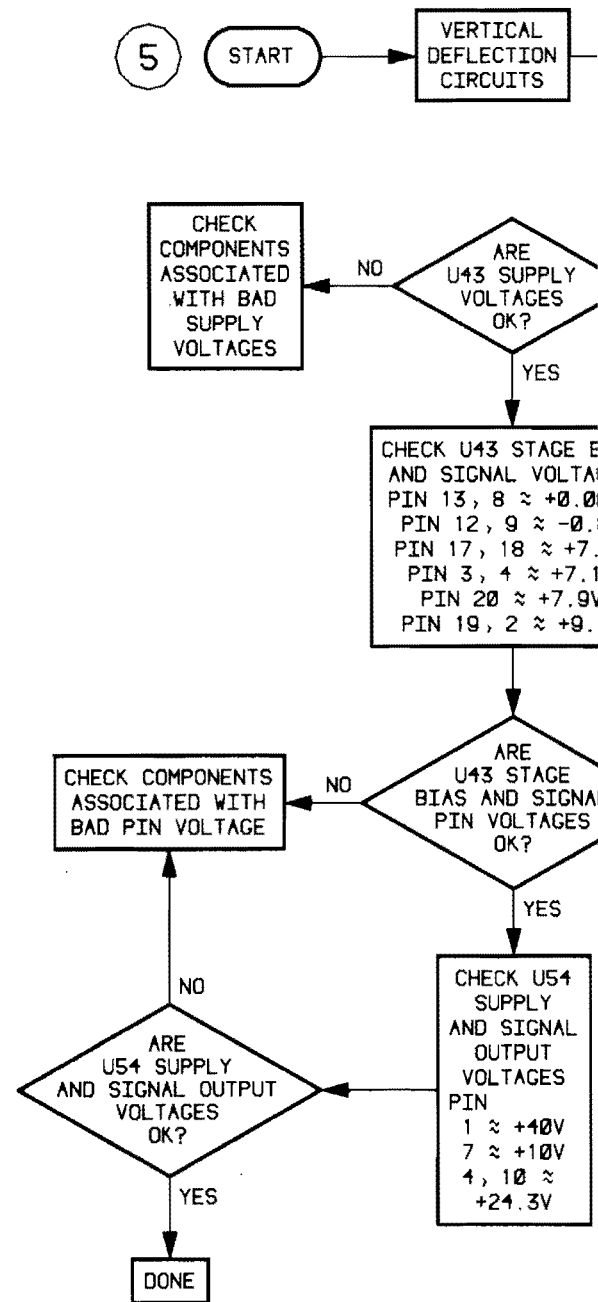 5
START
VERTICAL
DEFLECTION
CIRCUITS
CHECK
COMPONENTS
ASSOCIATED
WITH BAD
SUPPLY
VOLTAGES
NO
ARE
U43 SUPPLY
VOLTAGES
OK?
YES
CHECK U43 STAGE
AND SIGNAL
PIN 13, 8 ≈
PIN 12, 9 ≈
PIN 17, 18 ≈
PIN 3, 4 ≈ +7.1
PIN 20 ≈ +7.9V
PIN 19, 2 ≈
ARE
U43 STAGE
BIAS AND SIGNAL
PIN VOLTAGES
OK?
NO
CHECK COMPONENTS
ASSOCIATED WITH
BAD PIN VOLTAGE
YES
CHECK U54
SUPPLY
AND SIGNAL
OUTPUT
VOLTAGES
PIN
1 ≈ +40V
7 ≈ +10V
4, 10 ≈
+24.3V
NO
ARE
U54 SUPPLY
AND SIGNAL OUTPUT
VOLTAGES
OK?
YES
DONE